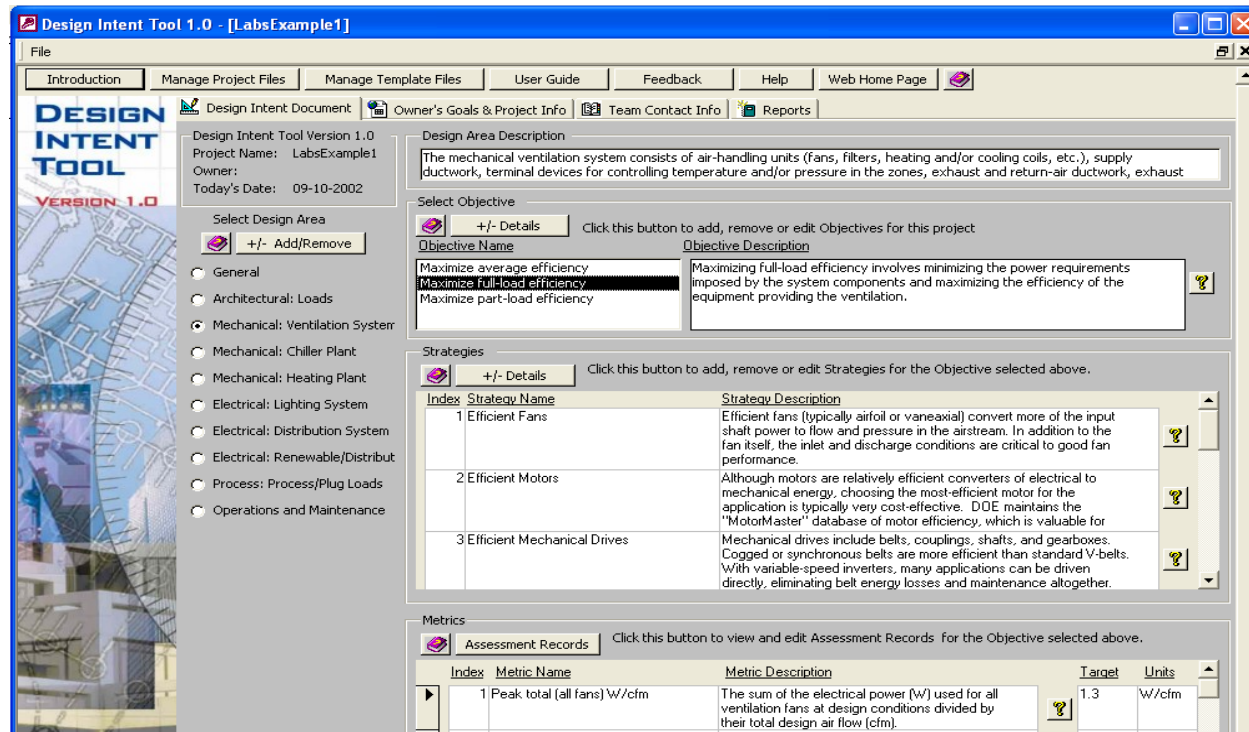 Design Intent Tool 1.0 - [LabsExample1]
File
Introduction Manage Project Files Manage Template Files User Guide Feedback Help Web Home Page
DESIGN
INTENT
TOOL
VERSION 1.0
Design Intent Document Owner's Goals & Project Info Team Contact Info Reports
Design Intent Tool Version 1.0
Project Name: LabsExample1
Owner:
Today's Date: 09-10-2002
Select Design Area
+/- Add/Remove
General
Architectural: Loads
Mechanical: Ventilation System
Mechanical: Chiller Plant
Mechanical: Heating Plant
Electrical: Lighting System
Electrical: Distribution System
Electrical: Renewable/Distribut
Process: Process/Plug Loads
Operations and Maintenance
Design Area Description
The mechanical ventilation system consists of air-handling units (fans, filters, heating and/or cooling coils, etc.), supply
ductwork, terminal devices for controlling temperature and/or pressure in the zones, exhaust and return-air ductwork, exhaust
Select Objective
+/- Details Click this button to add, remove or edit Objectives for this project
Objective Name Objective Description
Maximize average efficiency
Maximize full-load efficiency
Maximize part-load efficiency
Maximizing full-load efficiency involves minimizing the power requirements
imposed by the system components and maximizing the efficiency of the
equipment providing the ventilation.
Strategies
+/- Details Click this button to add, remove or edit Strategies for the Objective selected above.
Index Strategy Name Strategy Description
1 Efficient Fans Efficient fans (typically airfoil or vaneaxial) convert more of the input
shaft power to flow and pressure in the airstream. In addition to the
fan itself, the inlet and discharge conditions are critical to good fan
performance.
2 Efficient Motors Although motors are relatively efficient converters of electrical to
mechanical energy, choosing the most-efficient motor for the
application is typically very cost-effective. DOE maintains the
"MotorMaster" database of motor efficiency, which is valuable for
3 Efficient Mechanical Drives Mechanical drives include belts, couplings, shafts, and gearboxes.
Cogged or synchronous belts are more efficient than standard V-belts.
With variable-speed inverters, many applications can be driven
directly, eliminating belt energy losses and maintenance altogether.
Metrics
Assessment Records Click this button to view and edit Assessment Records for the Objective selected above.
Index Metric Name Metric Description Target Units
1 Peak total (all fans) W/cfm The sum of the electrical power (W) used for all 1.3 W/cfm
ventilation fans at design conditions divided by
their total design air flow (cfm).